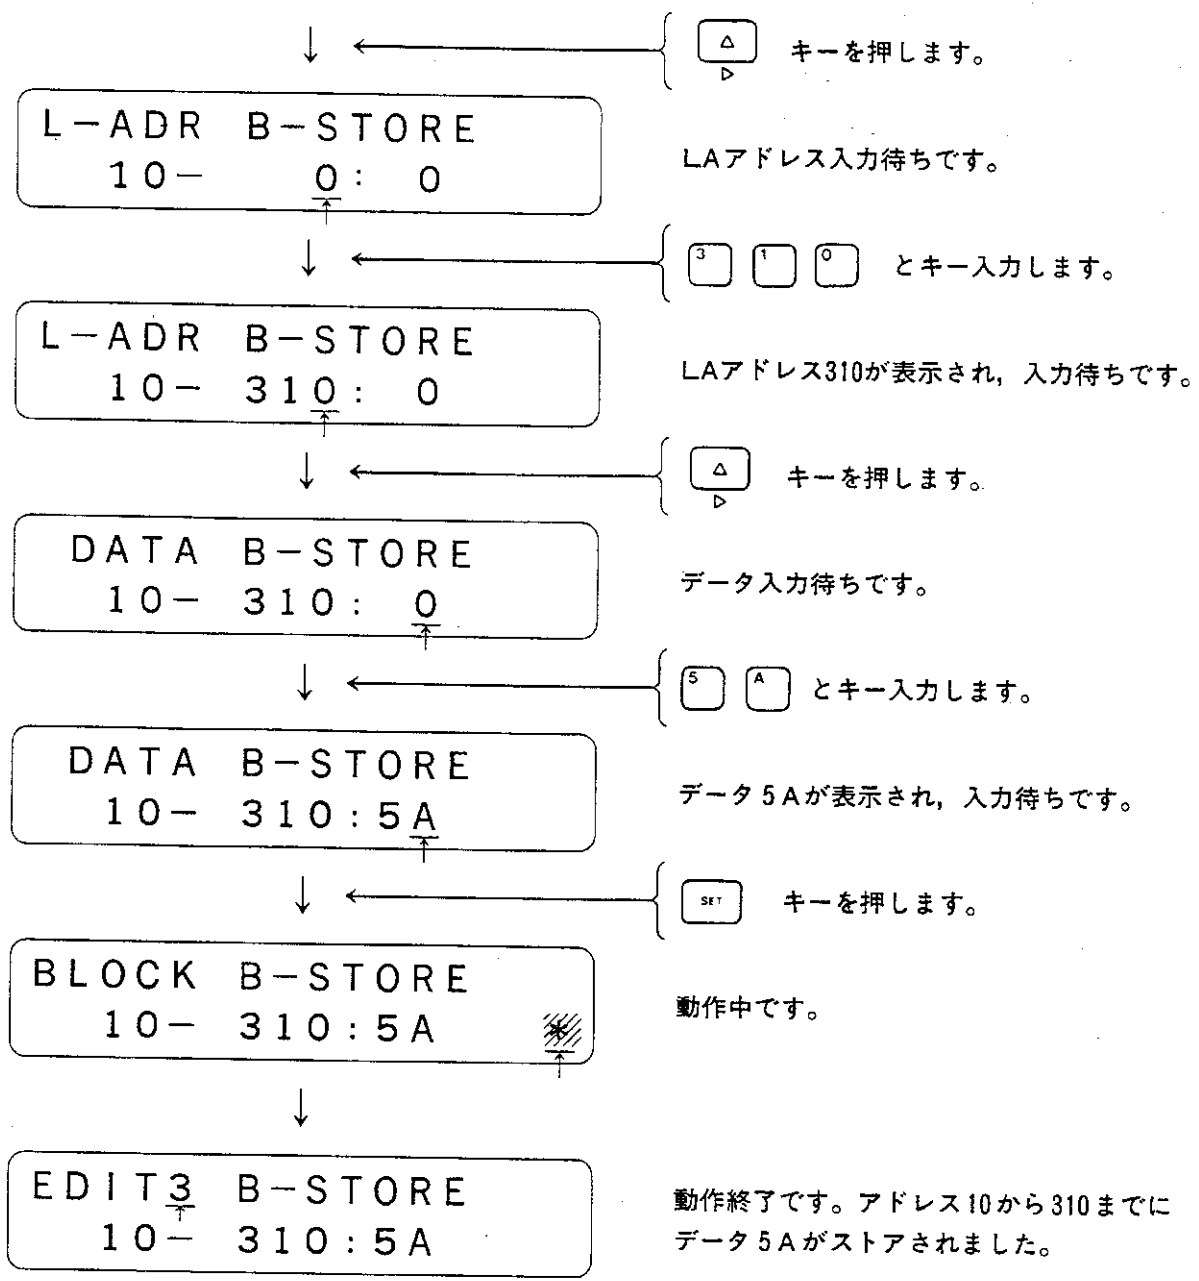 ↓ ← △ ▷ キーを押します。
L－ADR B－STORE
10－ 0： 0
LAアドレス入力待ちです。
↓ ← 3 1 0 とキー入力します。
L－ADR B－STORE
10－ 310： 0
LAアドレス310が表示され，入力待ちです。
↓ ← △ ▷ キーを押します。
DATA B－STORE
10－ 310： 0
データ入力待ちです。
↓ ← 5 A とキー入力します。
DATA B－STORE
10－ 310：5A
データ5Aが表示され，入力待ちです。
↓ ← SET キーを押します。
BLOCK B－STORE
10－ 310：5A *
動作中です。
↓
EDIT3 B－STORE
10－ 310：5A
動作終了です。アドレス10から310までに
データ5Aがストアされました。